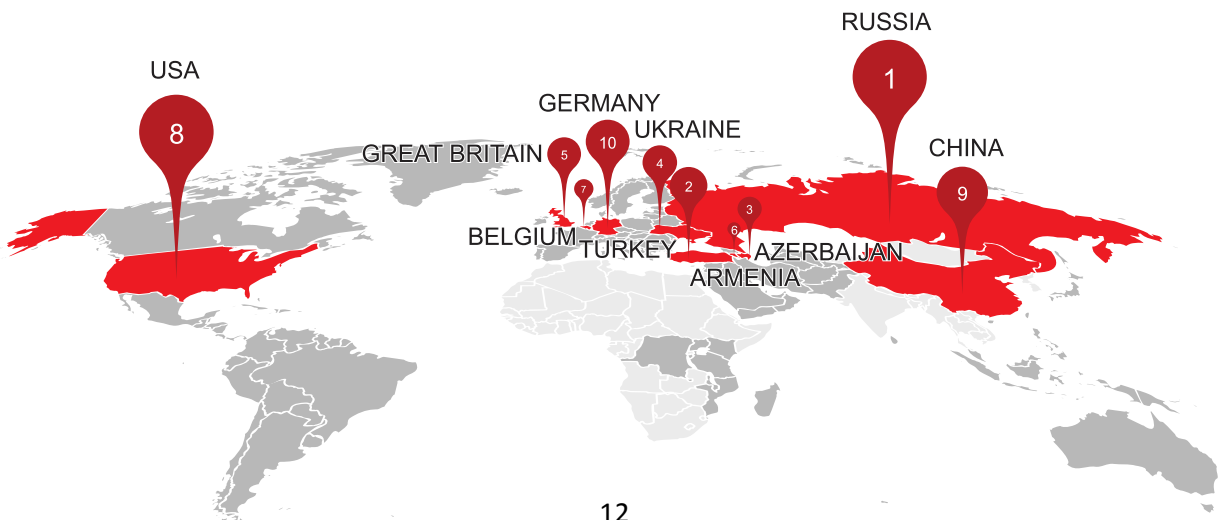 RUSSIA
1
USA
8
GERMANY
10
UKRAINE
4
GREAT BRITAIN
5
CHINA
9
7
2
3
6
BELGIUM
TURKEY
AZERBAIJAN
ARMENIA
12